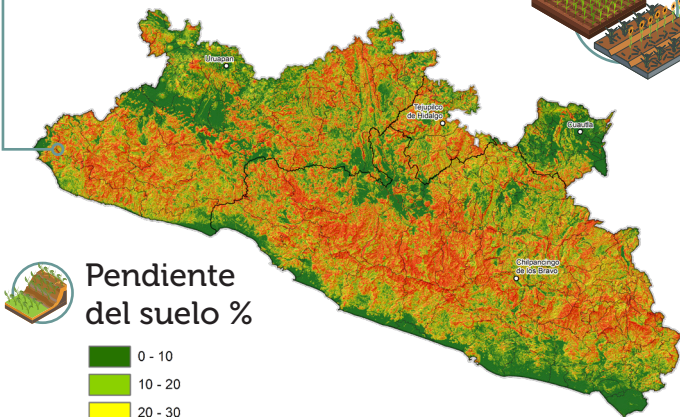 Uruapan
Tejupilco
de Hidalgo
Cuautla
Chilpancingo
de los Bravo
Pendiente
del suelo %
0 - 10
10 - 20
20 - 30